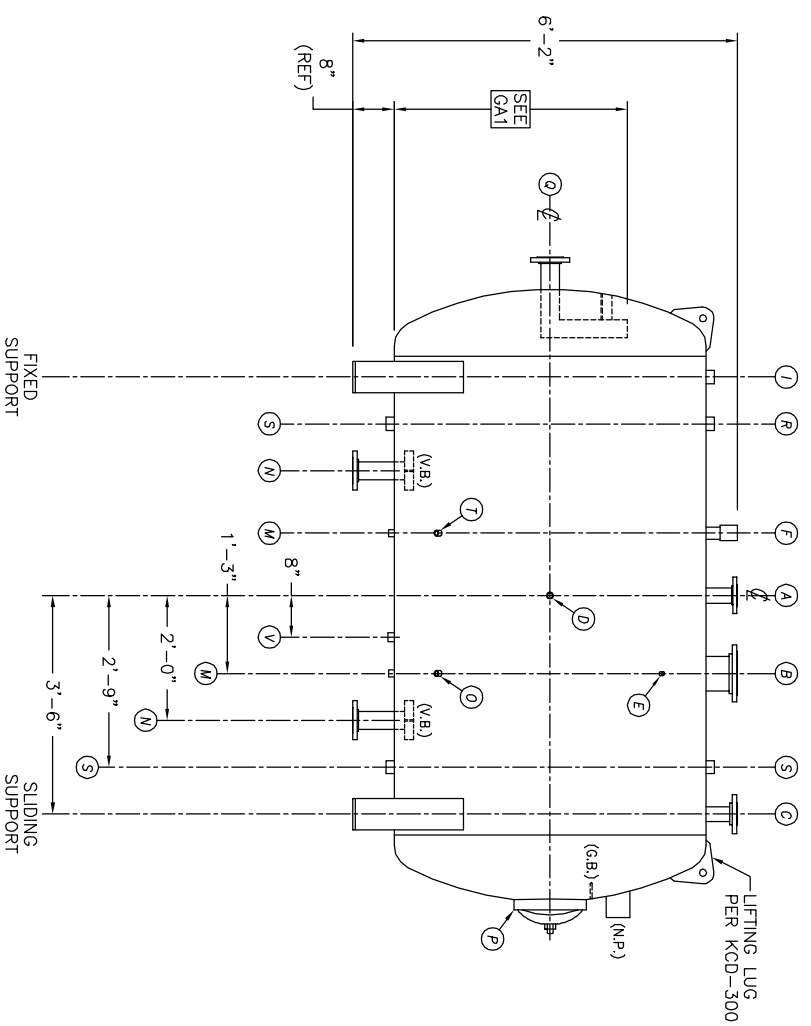 I
R
F
A
B
S
C
℄
LIFTING LUG
PER KCD-300
E
(N.P.)
(G.B.)
D
6'-2"
SEE
GA1
Q
℄
T
O
P
(V.B.)
(V.B.)
8"
(REF)
S
N
M
8"
V
1'-3"
M
2'-0"
N
2'-9"
S
3'-6"
FIXED
SUPPORT
SLIDING
SUPPORT